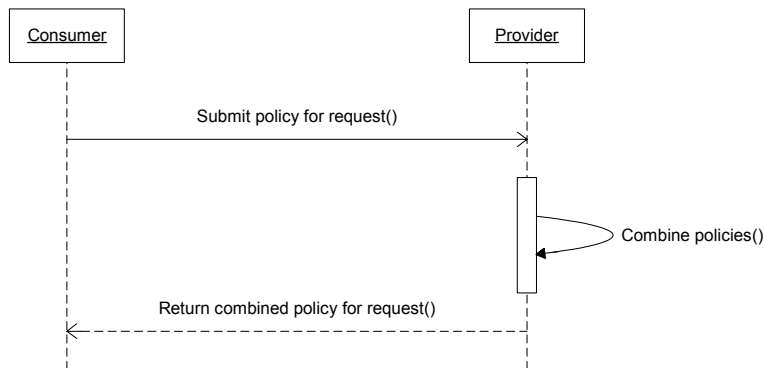 Consumer
Provider
Submit policy for request()
Combine policies()
Return combined policy for request()